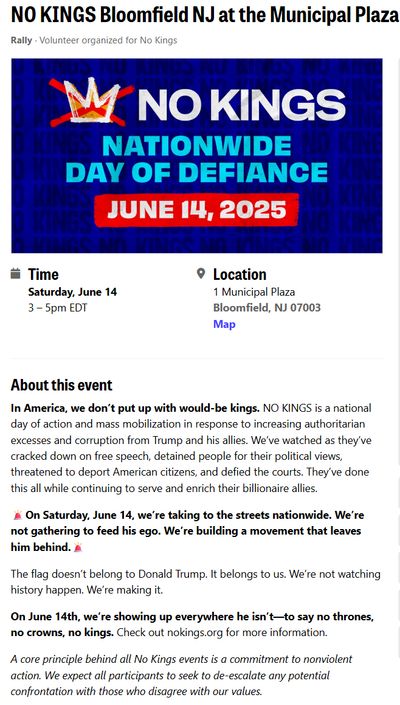 NO KINGS Bloomfield NJ at the Municipal Plaza
Rally · Volunteer organized for No Kings
NO KINGS
NATIONWIDE
DAY OF DEFIANCE
JUNE 14, 2025
Time
Saturday, June 14
3 – 5pm EDT
Location
1 Municipal Plaza
Bloomfield, NJ 07003
Map
About this event
In America, we don’t put up with would-be kings. NO KINGS is a national
day of action and mass mobilization in response to increasing authoritarian
excesses and corruption from Trump and his allies. We’ve watched as they’ve
cracked down on free speech, detained people for their political views,
threatened to deport American citizens, and defied the courts. They’ve done
this all while continuing to serve and enrich their billionaire allies.
🚨On Saturday, June 14, we’re taking to the streets nationwide. We’re
not gathering to feed his ego. We’re building a movement that leaves
him behind.🚨
The flag doesn’t belong to Donald Trump. It belongs to us. We’re not watching
history happen. We’re making it.
On June 14th, we’re showing up everywhere he isn’t—to say no thrones,
no crowns, no kings. Check out nokings.org for more information.
A core principle behind all No Kings events is a commitment to nonviolent
action. We expect all participants to seek to de-escalate any potential
confrontation with those who disagree with our values.